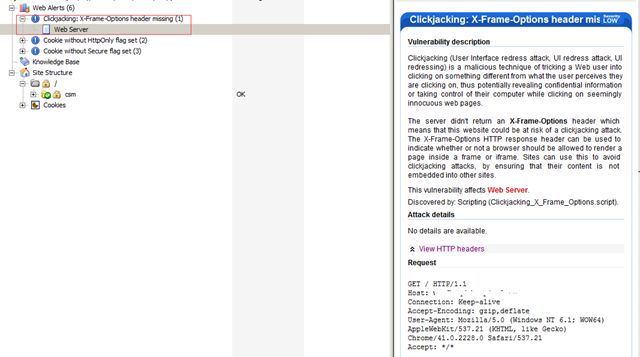 Web Alerts (6)
Clickjacking: X-Frame-Options header missing (1)
Web Server
Cookie without HttpOnly flag set (2)
Cookie without Secure flag set (3)
Knowledge Base
Site Structure
/
csm OK
Cookies
Clickjacking: X-Frame-Options header mis
Severity
LOW
Vulnerability description
Clickjacking (User Interface redress attack, UI redress attack, UI
redressing) is a malicious technique of tricking a Web user into
clicking on something different from what the user perceives they
are clicking on, thus potentially revealing confidential information
or taking control of their computer while clicking on seemingly
innocuous web pages.
The server didn't return an X-Frame-Options header which
means that this website could be at risk of a clickjacking attack.
The X-Frame-Options HTTP response header can be used to
indicate whether or not a browser should be allowed to render a
page inside a frame or iframe. Sites can use this to avoid
clickjacking attacks, by ensuring that their content is not
embedded into other sites.
This vulnerability affects Web Server.
Discovered by: Scripting (Clickjacking_X_Frame_Options.script).
Attack details
No details are available.
View HTTP headers
Request
GET / HTTP/1.1
Host:
Connection: Keep-alive
Accept-Encoding: gzip,deflate
User-Agent: Mozilla/5.0 (Windows NT 6.1; WOW64)
AppleWebKit/537.21 (KHTML, like Gecko)
Chrome/41.0.2228.0 Safari/537.21
Accept: */*